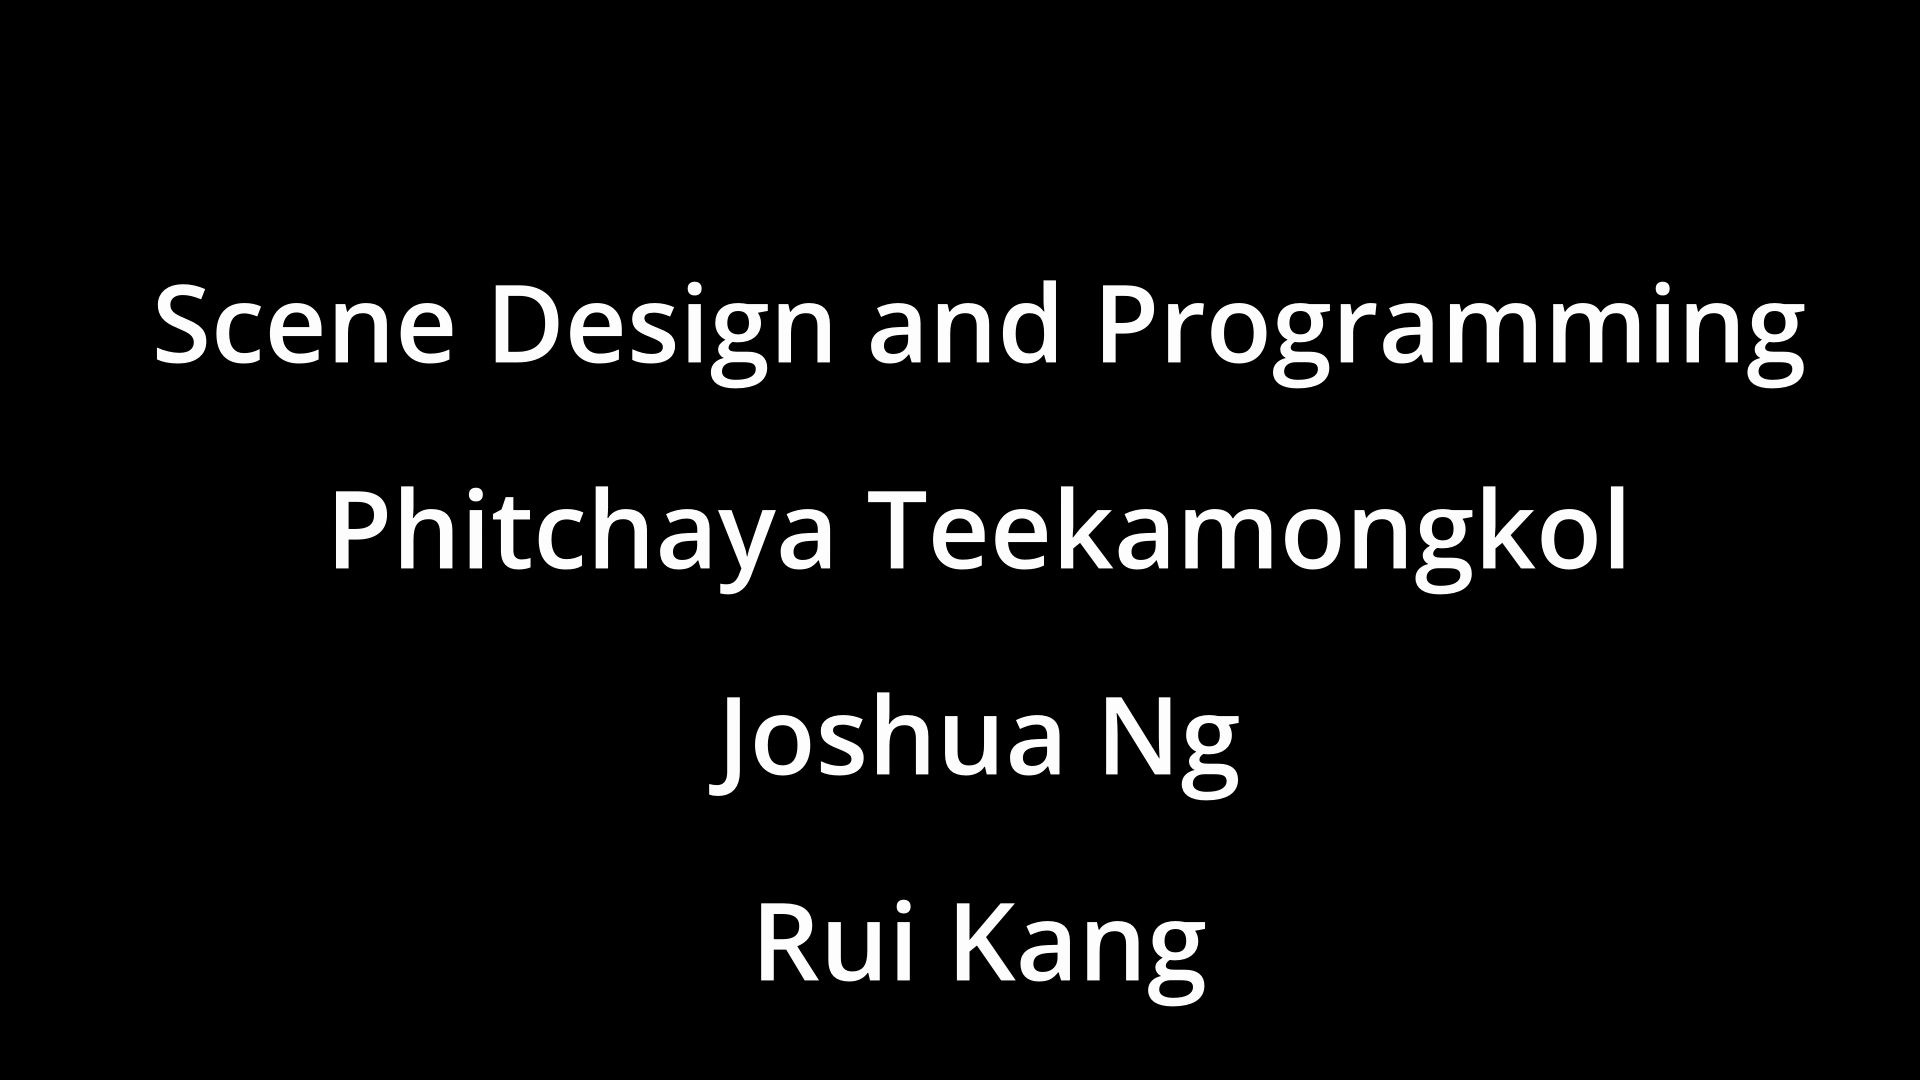 Scene Design and Programming
Phitchaya Teekamongkol
Joshua Ng
Rui Kang